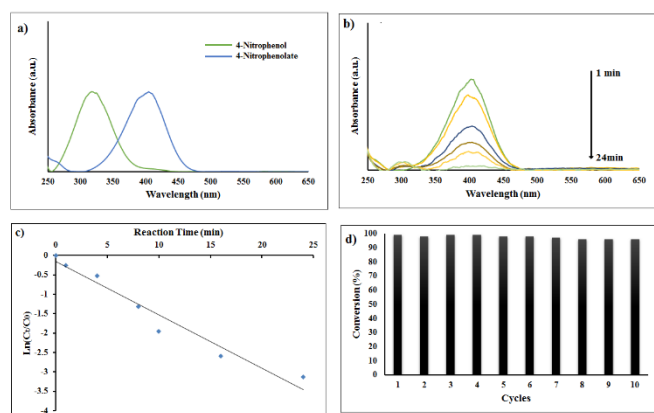 a)
4-Nitrophenol
4-Nitrophenolate
Absorbance (a.u.)
250 300 350 400 450 500 550 600 650
Wavelength (nm)
b)
1 min
24min
Absorbance (a.u.)
250 300 350 400 450 500 550 600 650
Wavelength (nm)
c)
Reaction Time (min)
0 5 10 15 20 25
0
-0.5
-1
-1.5
-2
-2.5
-3
-3.5
-4
Ln(Ct/C0)
d)
100
90
80
70
60
50
40
30
20
10
0
Conversion (%)
1 2 3 4 5 6 7 8 9 10
Cycles